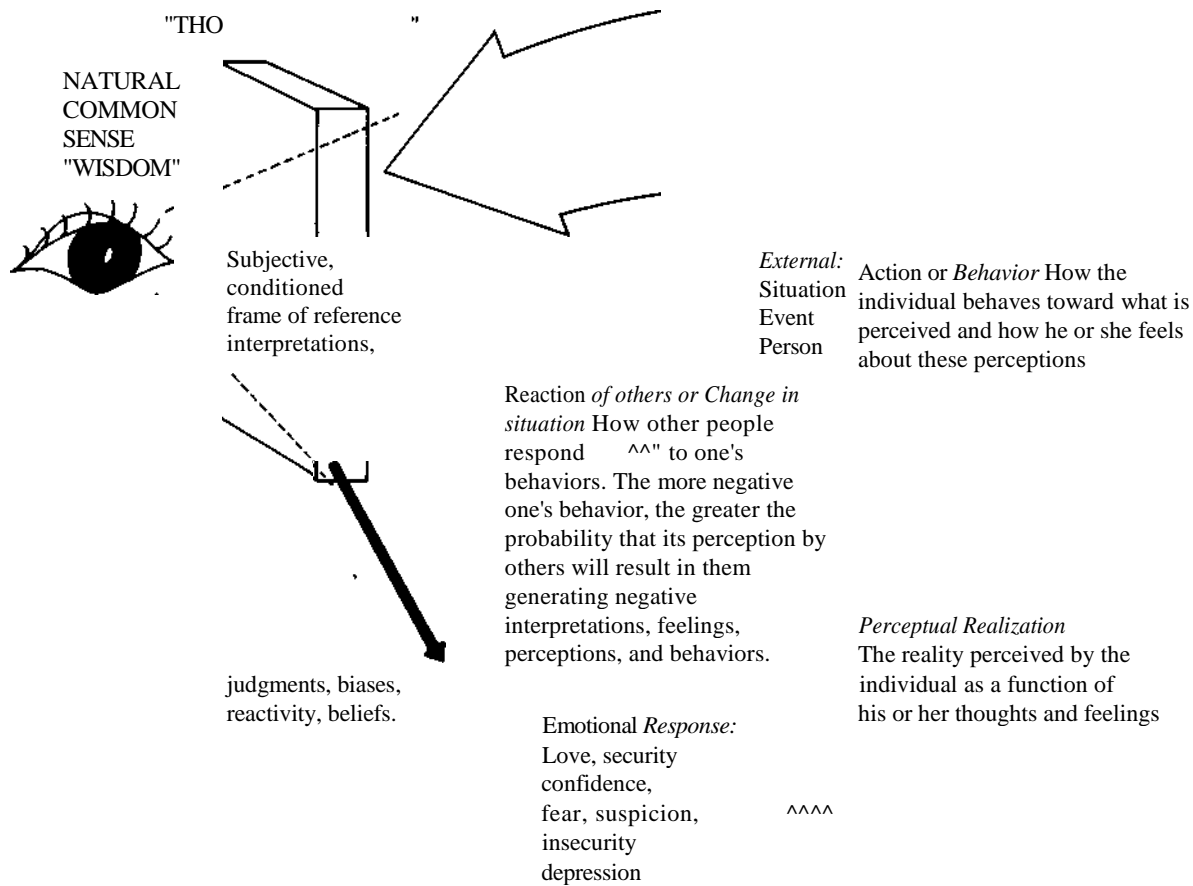 "THO "
NATURAL
COMMON
SENSE
"WISDOM"
Subjective,
conditioned
frame of reference
interpretations,
External:
Situation
Event
Person
Action or Behavior How the
individual behaves toward what is
perceived and how he or she feels
about these perceptions
Reaction of others or Change in
situation How other people
respond ^^" to one's
behaviors. The more negative
one's behavior, the greater the
probability that its perception by
others will result in them
generating negative
interpretations, feelings,
perceptions, and behaviors.
Perceptual Realization
The reality perceived by the
individual as a function of
his or her thoughts and feelings
judgments, biases,
reactivity, beliefs.
Emotional Response:
Love, security
confidence,
fear, suspicion, ^^^^
insecurity
depression